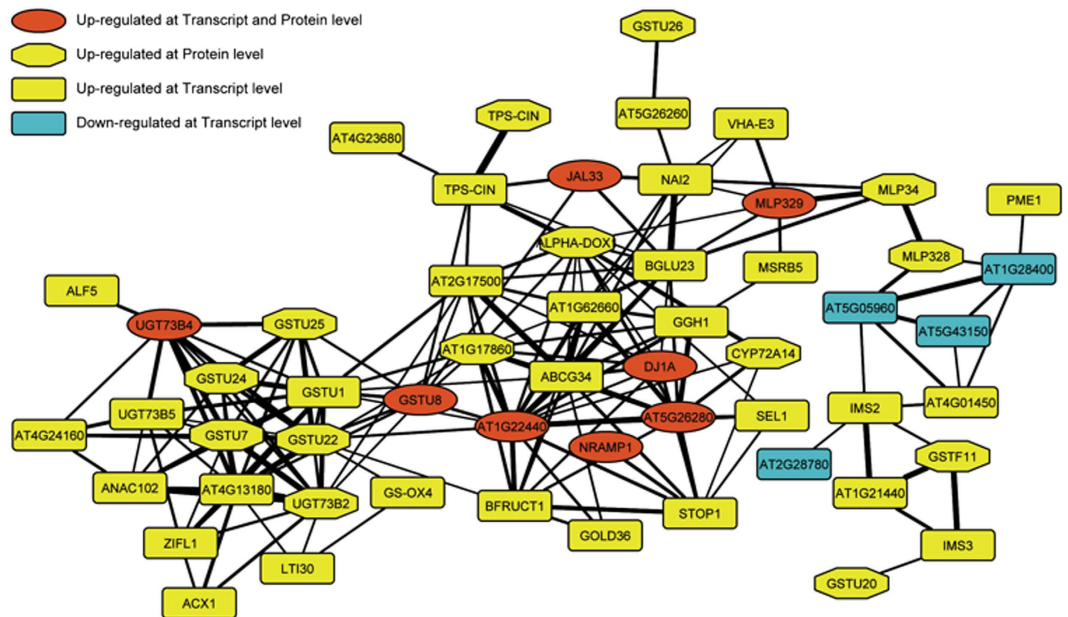 Up-regulated at Transcript and Protein level
Up-regulated at Protein level
Up-regulated at Transcript level
Down-regulated at Transcript level
GSTU26
TPS-CIN
AT5G26260
VHA-E3
AT4G23680
JAL33
NAI2
TPS-CIN
MLP329
MLP34
PME1
ALPHA-DOX1
MLP328
BGLU23
MSRB5
AT1G28400
AT2G17500
ALF5
AT1G62660
AT5G05960
UGT73B4
GSTU25
GGH1
AT5G43150
AT1G17860
CYP72A14
DJ1A
GSTU24
ABCG34
GSTU1
GSTU8
AT4G01450
IMS2
UGT73B5
AT5G26280
SEL1
AT1G22440
AT4G24160
GSTU7
GSTU22
NRAMP1
GSTF11
AT2G28780
ANAC102
AT4G13180
GS-OX4
AT1G21440
UGT73B2
BFRUCT1
STOP1
GOLD36
ZIFL1
IMS3
LTI30
GSTU20
ACX1